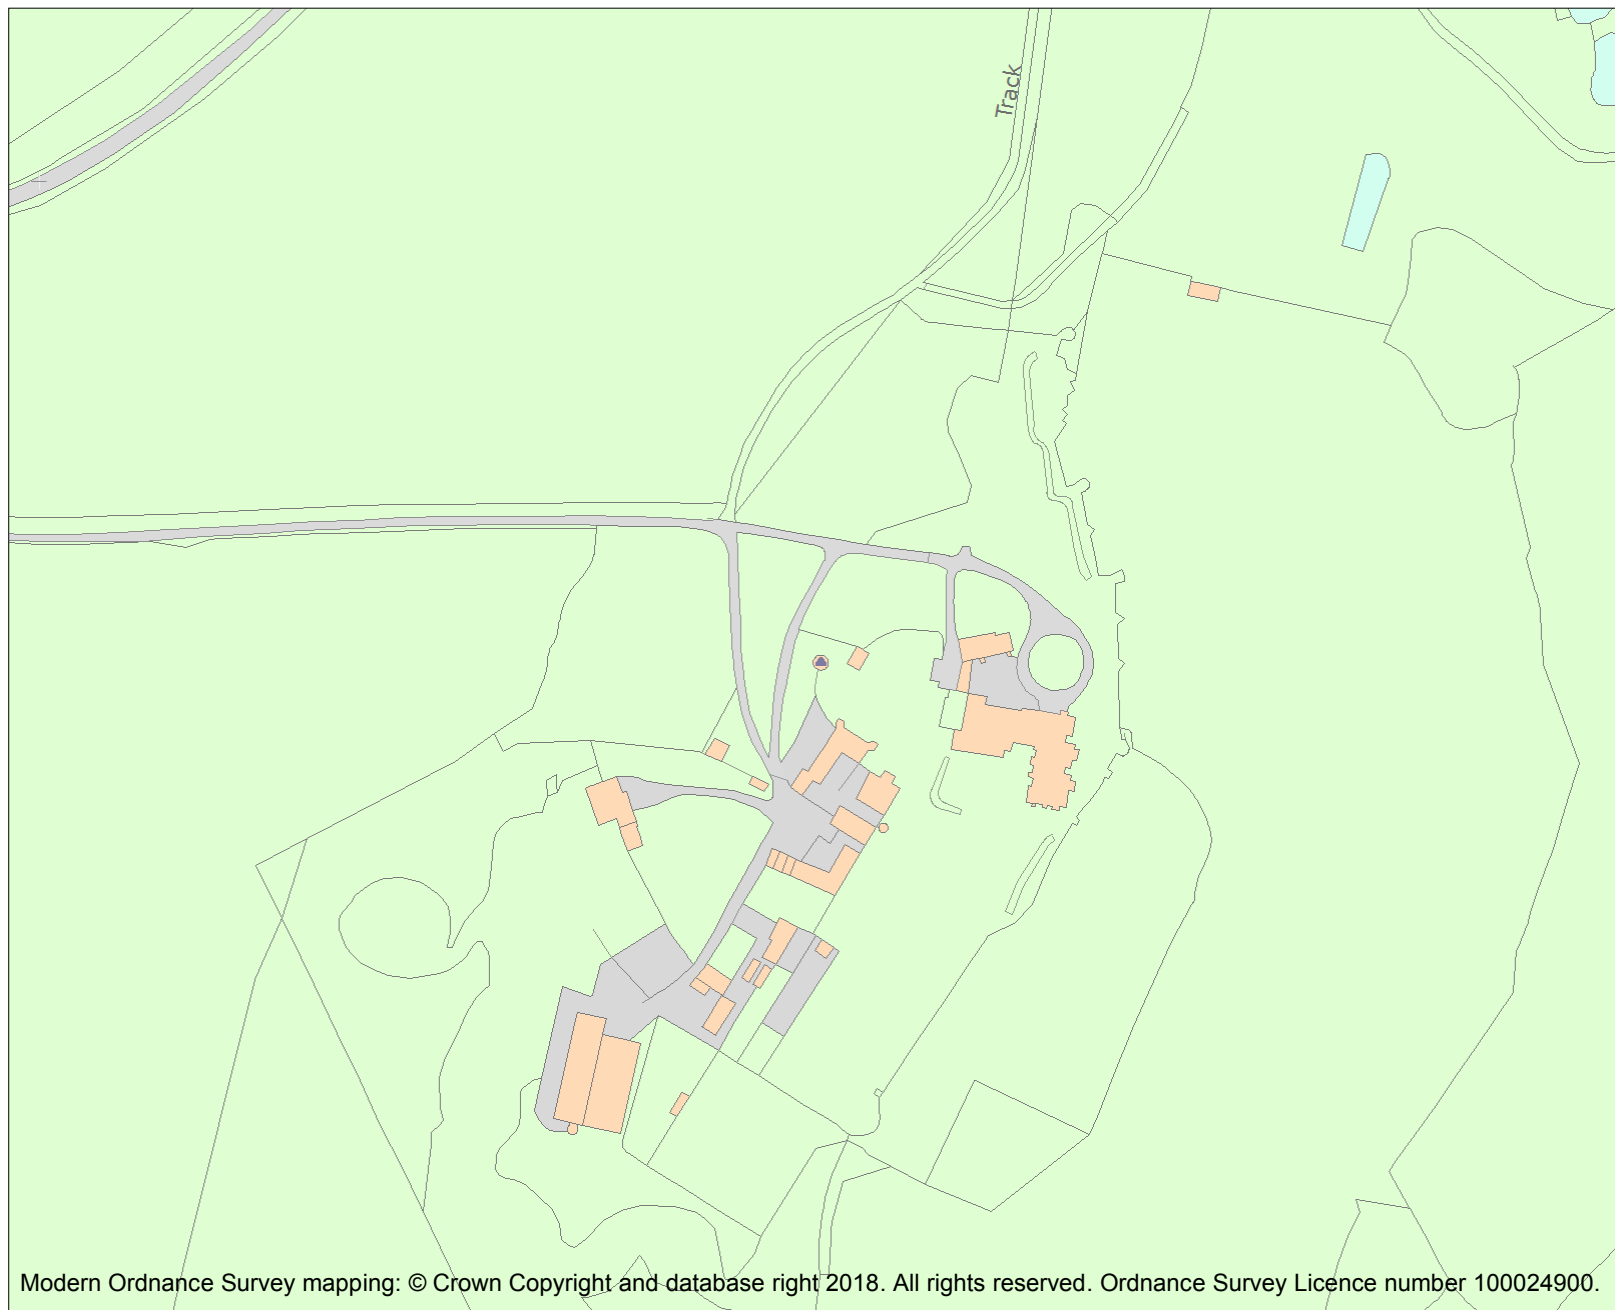 Track
Modern Ordnance Survey mapping: © Crown Copyright and database right 2018. All rights reserved. Ordnance Survey Licence number 100024900.